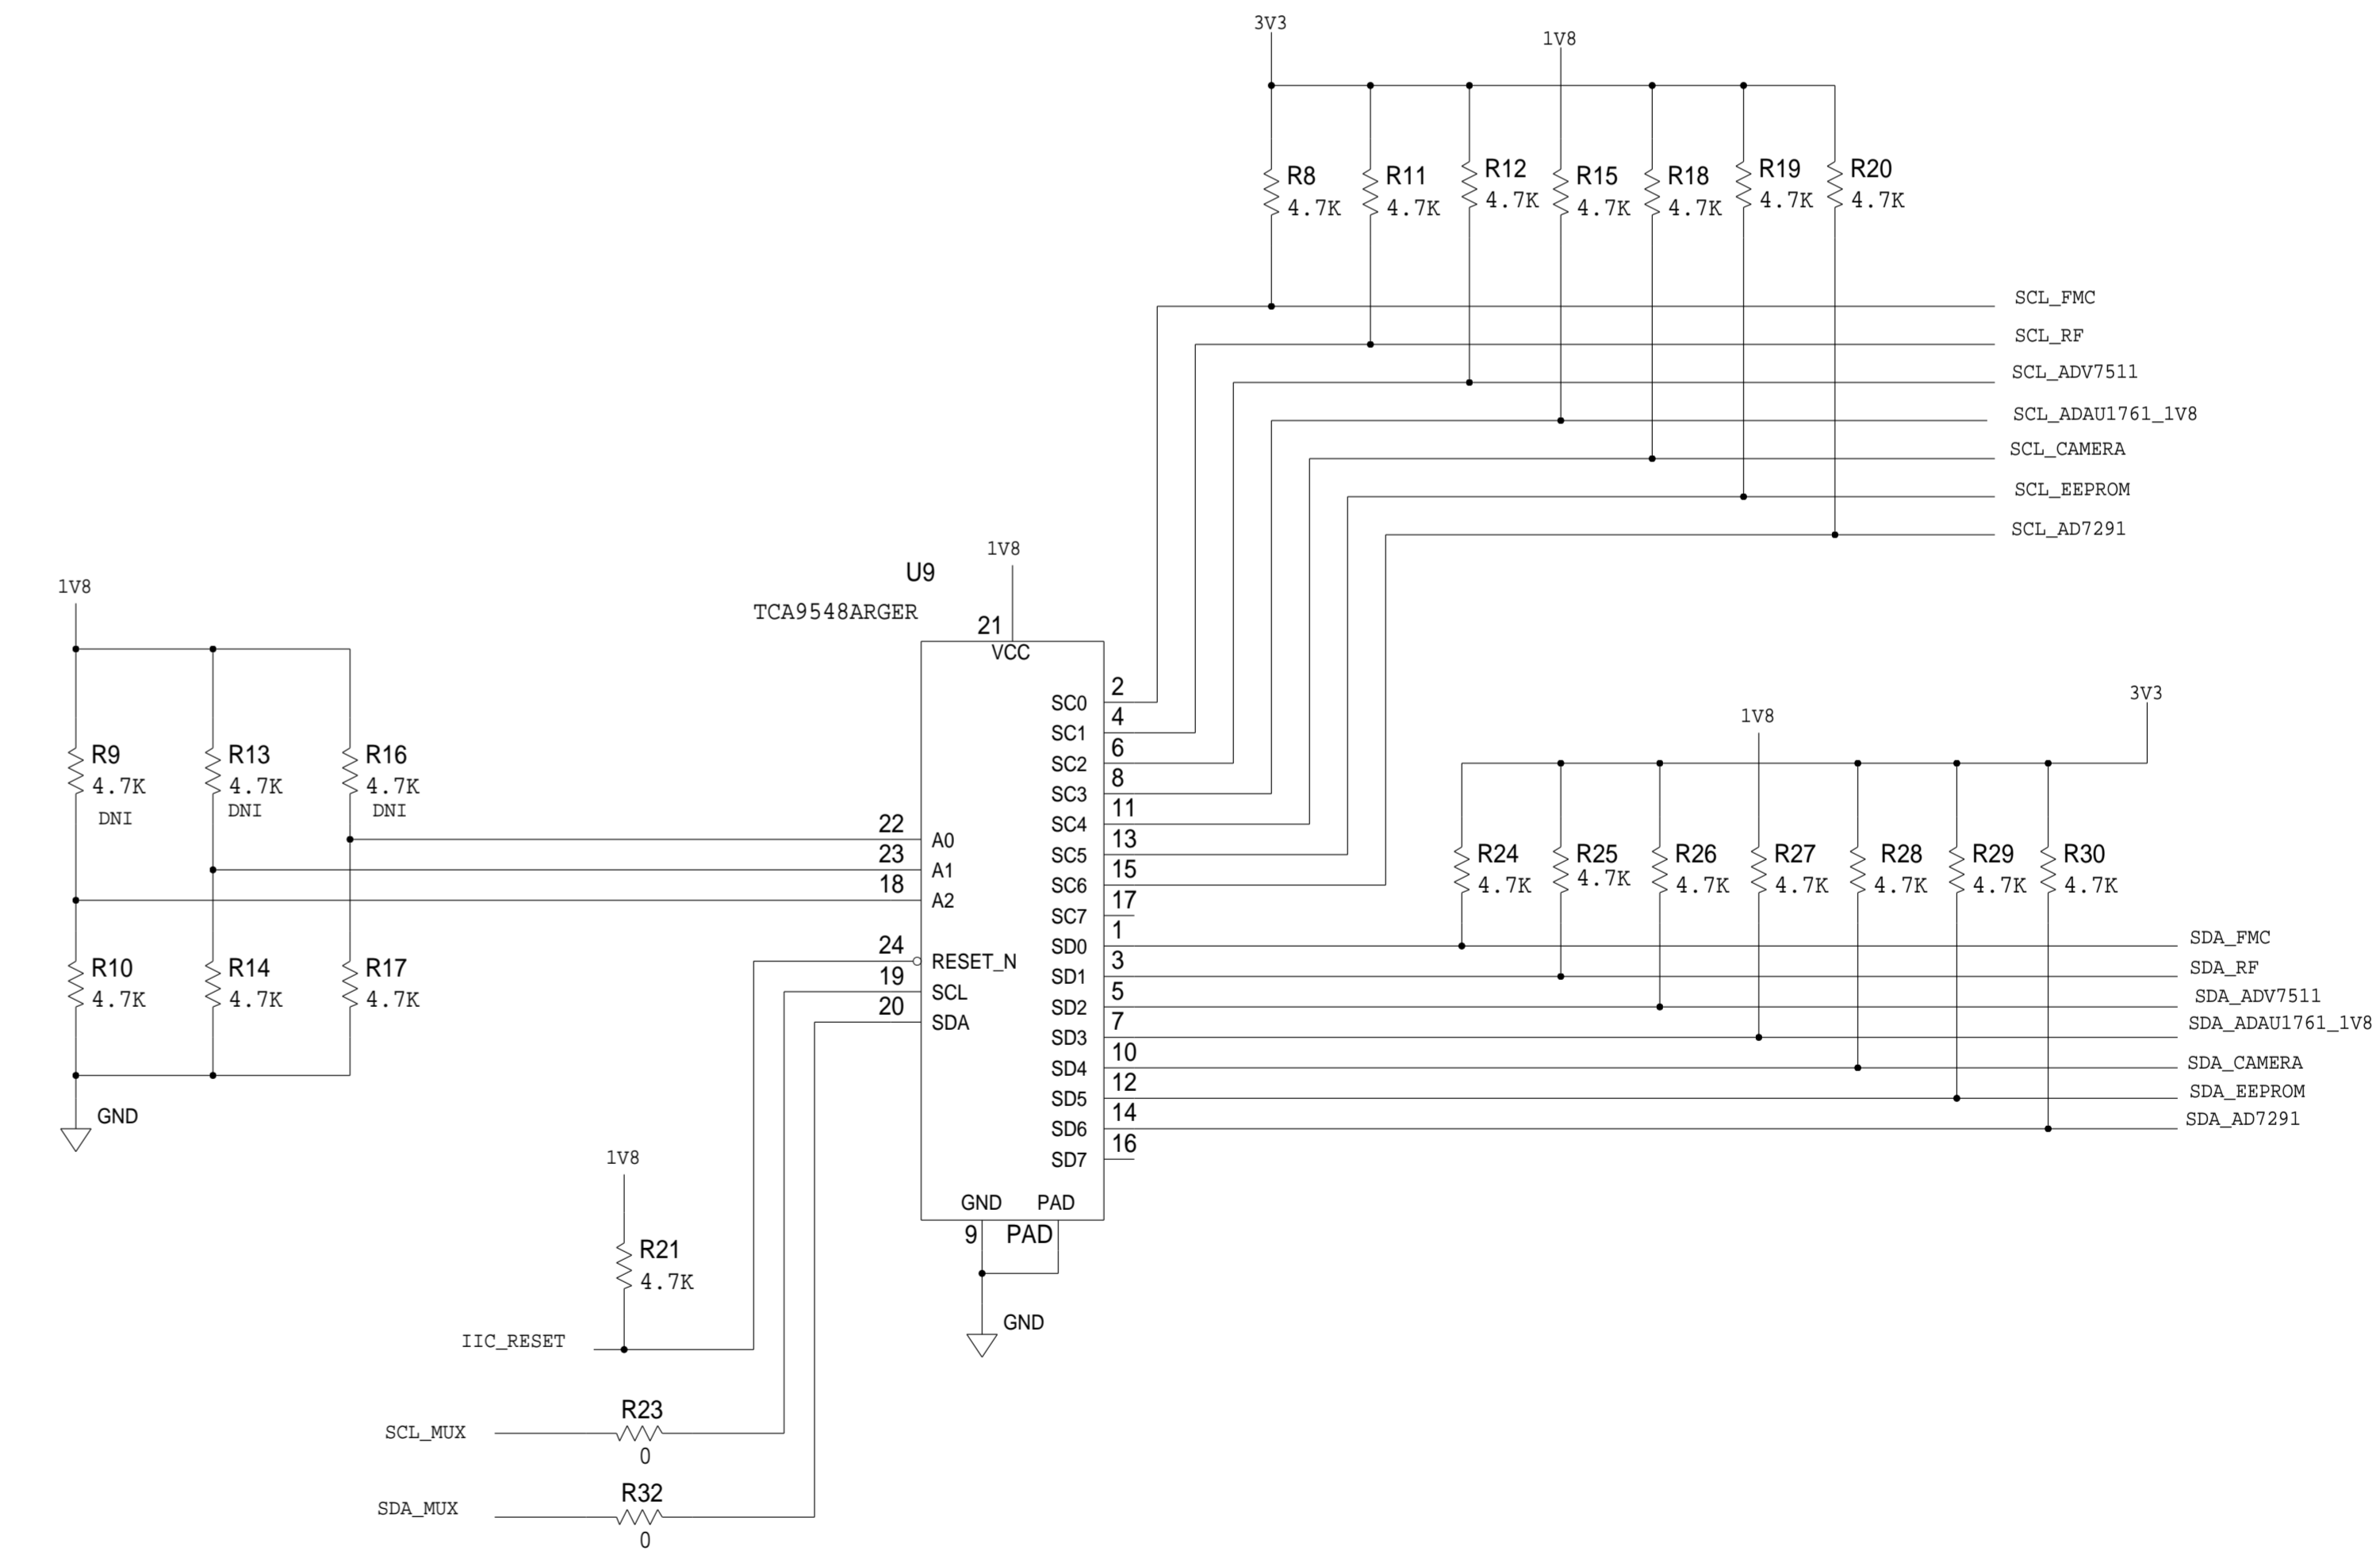 3V3
1V8
R8
4.7K
R11
4.7K
R12
4.7K
R15
4.7K
R18
4.7K
R19
4.7K
R20
4.7K
SCL_FMC
SCL_RF
SCL_ADV7511
SCL_ADAU1761_1V8
SCL_CAMERA
SCL_EEPROM
SCL_AD7291
1V8
R9
4.7K
DNI
R13
4.7K
DNI
R16
4.7K
DNI
R10
4.7K
R14
4.7K
R17
4.7K
GND
U9
TCA9548ARGER
1V8
21
VCC
22
A0
23
A1
18
A2
24
RESET_N
19
SCL
20
SDA
SC0
2
SC1
4
SC2
6
SC3
8
SC4
11
SC5
13
SC6
15
SC7
17
SD0
1
SD1
3
SD2
5
SD3
7
SD4
10
SD5
12
SD6
14
SD7
16
GND
PAD
9
PAD
GND
1V8
3V3
R24
4.7K
R25
4.7K
R26
4.7K
R27
4.7K
R28
4.7K
R29
4.7K
R30
4.7K
SDA_FMC
SDA_RF
SDA_ADV7511
SDA_ADAU1761_1V8
SDA_CAMERA
SDA_EEPROM
SDA_AD7291
1V8
R21
4.7K
IIC_RESET
SCL_MUX
R23
0
SDA_MUX
R32
0